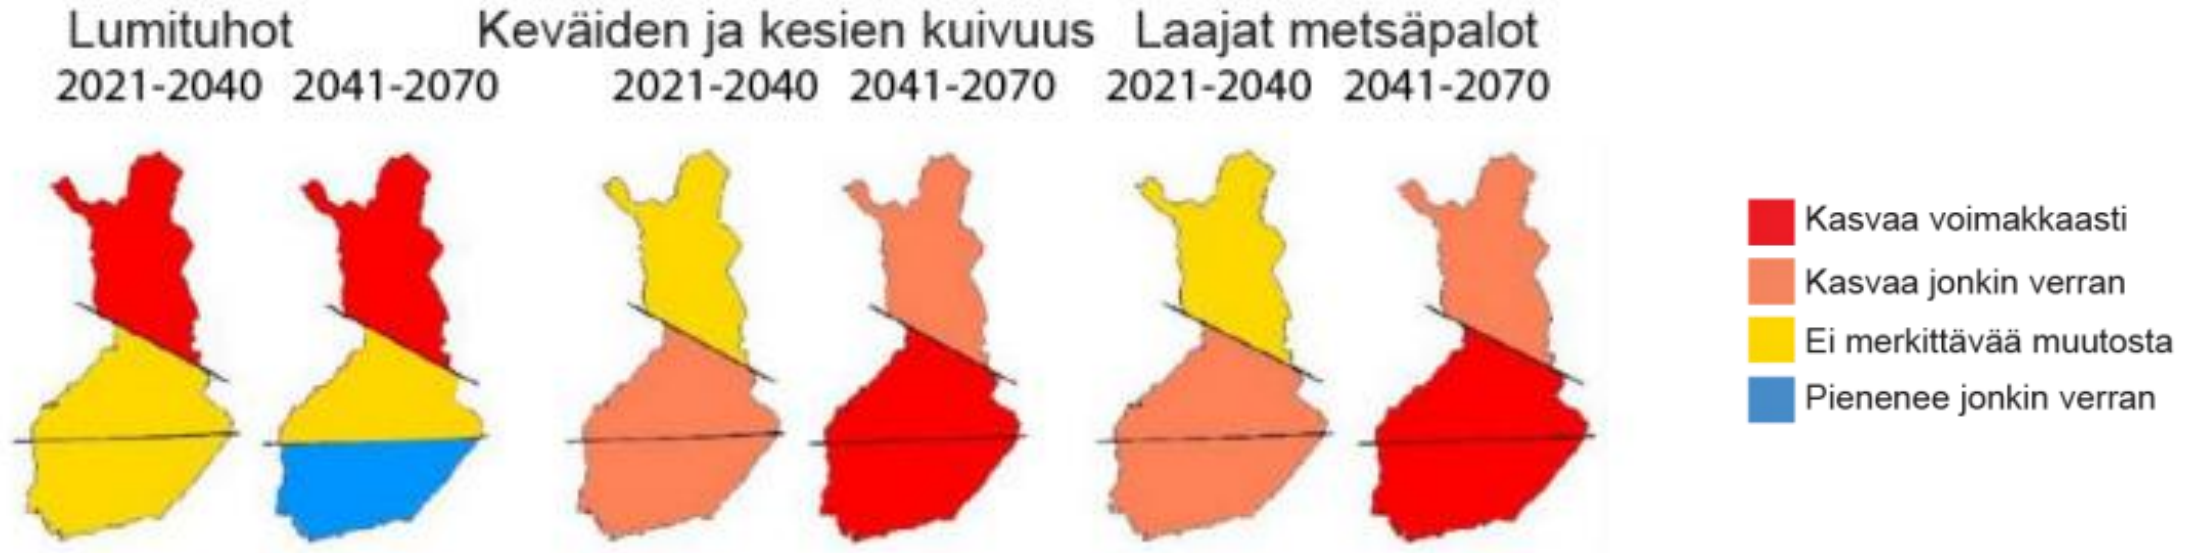 Lumituhot Keväiden ja kesien kuivuus Laajat metsäpalot
2021-2040 2041-2070 2021-2040 2041-2070 2021-2040 2041-2070
Kasvaa voimakkaasti
Kasvaa jonkin verran
Ei merkittävää muutosta
Pienenee jonkin verran